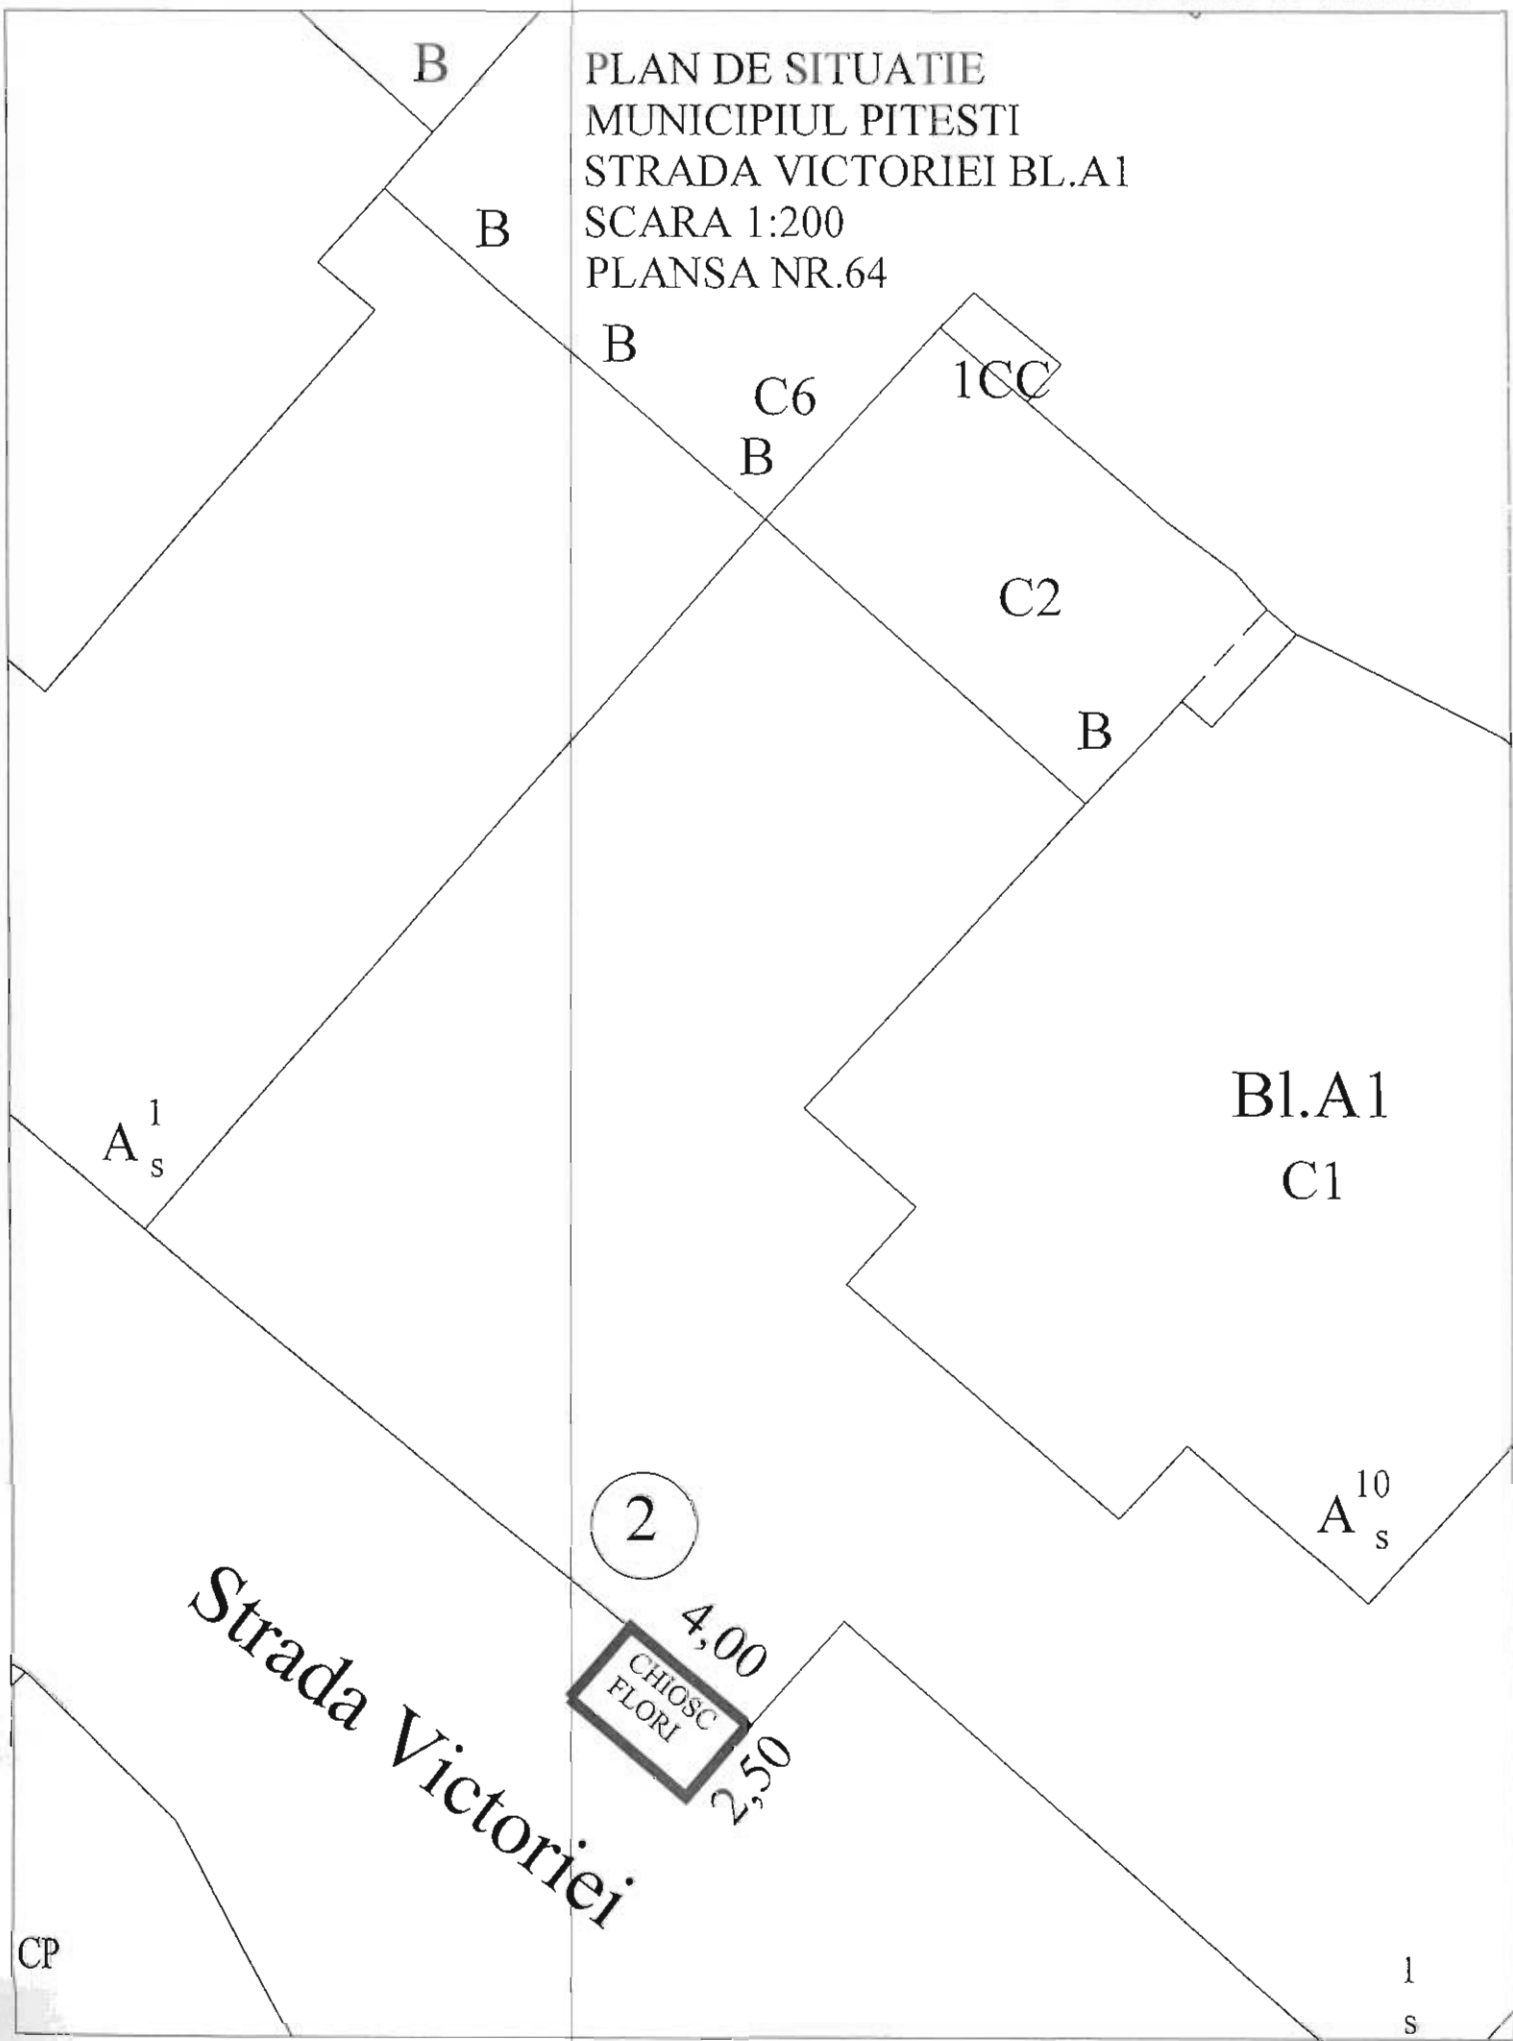 B
PLAN DE SITUATIE
MUNICIPIUL PITESTI
STRADA VICTORIEI BL.A1
SCARA 1:200
PLANSA NR.64
B
B
C6
B
1CC
C2
B
Bl.A1
C1
A 1 s
2
4,00
CHIOSC
FLORI
2,50
A 10 s
Strada Victoriei
CP
1
s